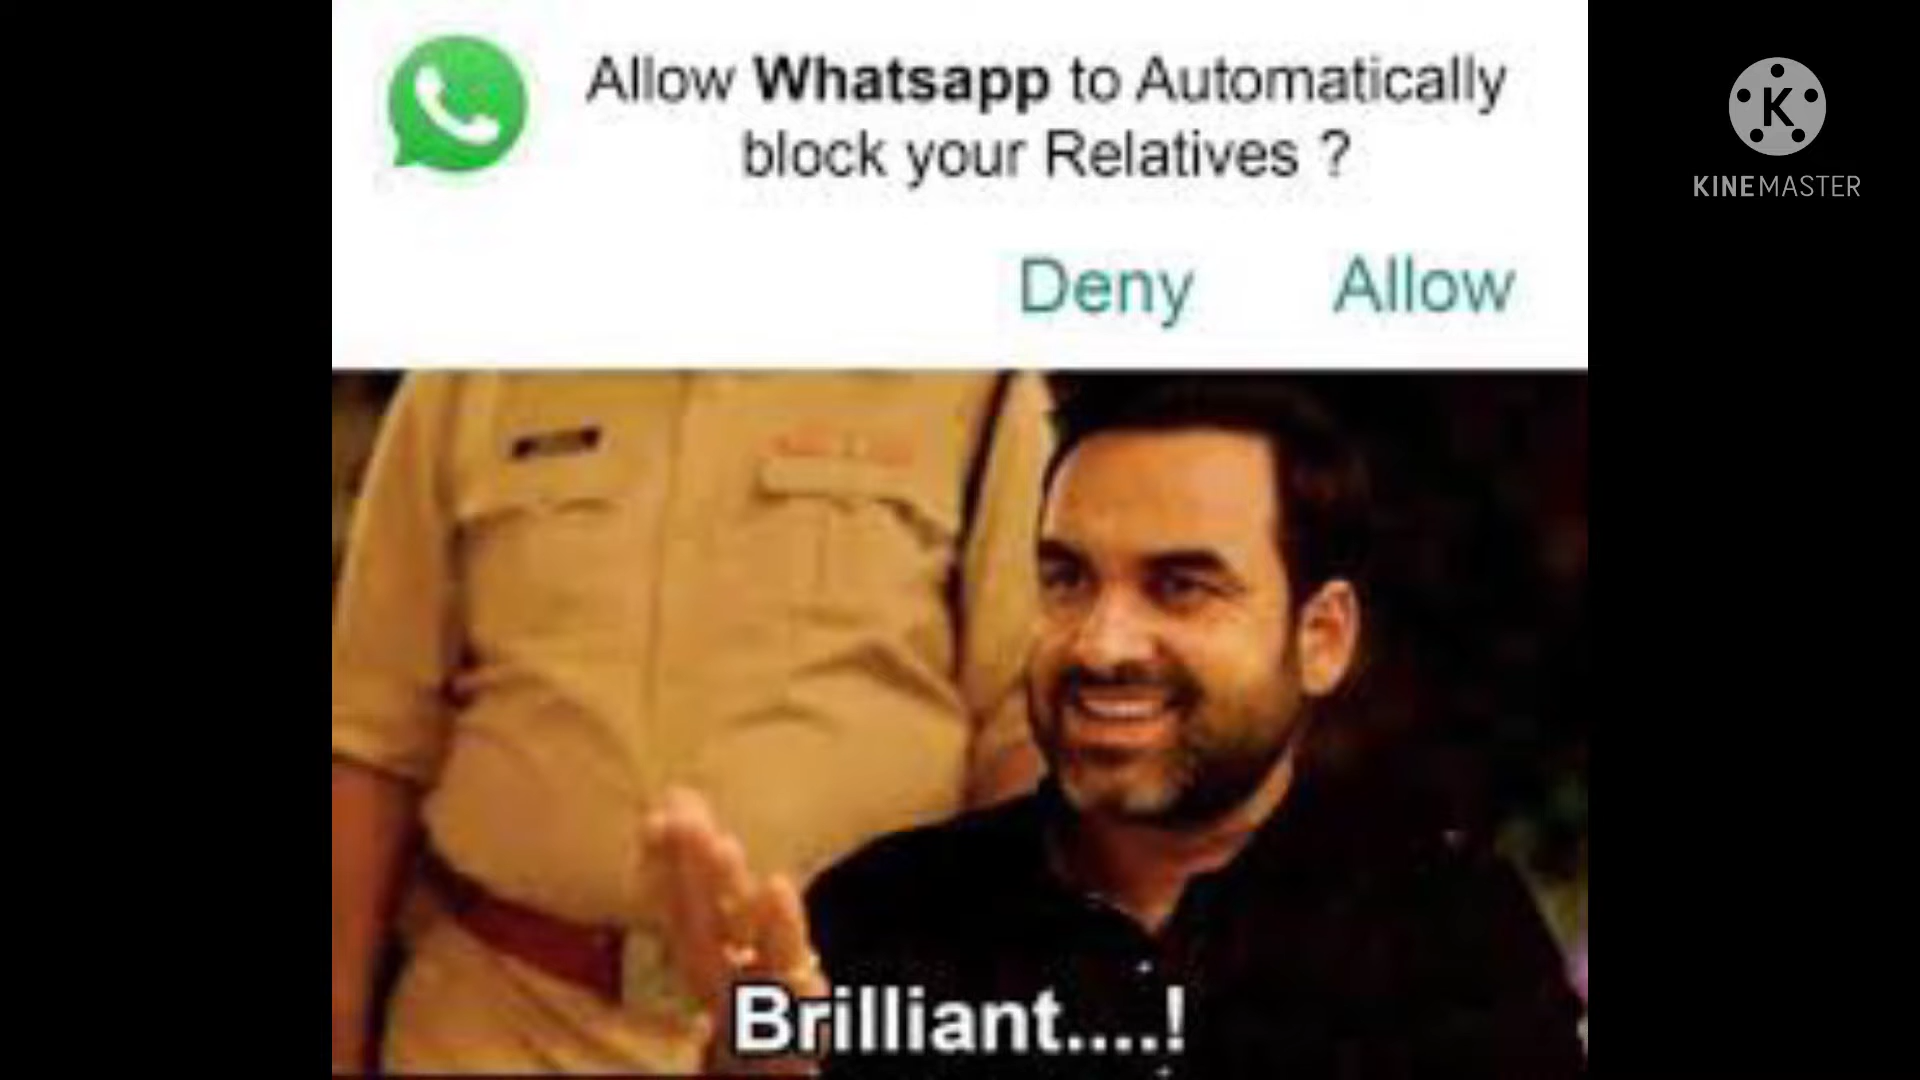 Allow Whatsapp to Automatically
block your Relatives ?
Deny Allow
Brilliant....!
K
KINEMASTER